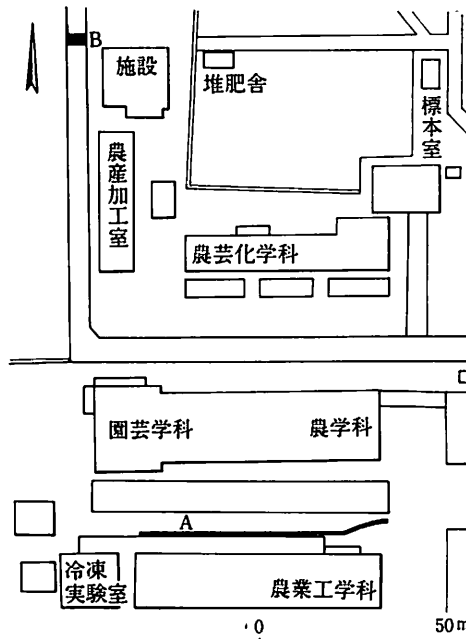 B
施設
堆肥舎
標本室
農産加工室
農芸化学科
園芸学科
農学科
A
冷凍
実験室
農業工学科
0
50m